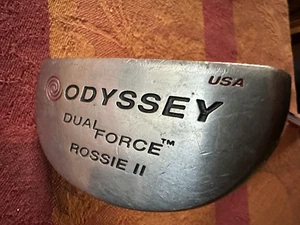 USA
ODYSSEY
DUAL FORCE™
ROSSIE II